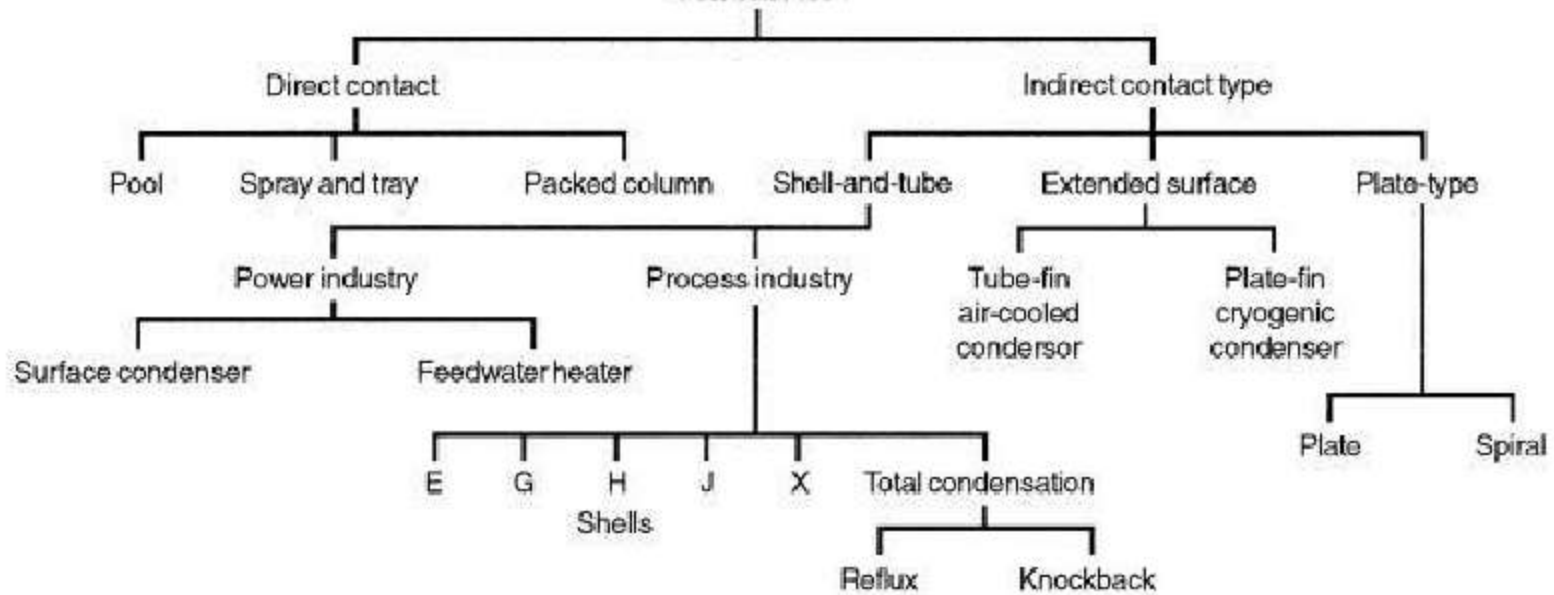 Direct contact
Indirect contact type
Pool
Spray and tray
Packed column
Shell-and-tube
Extended surface
Plate-type
Power industry
Process industry
Tube-fin
air-cooled
condersor
Plate-fin
cryogenic
condenser
Surface condenser
Feedwater heater
Plate
Spiral
E
G
H
J
X
Total condensation
Shells
Reflux
Knockback